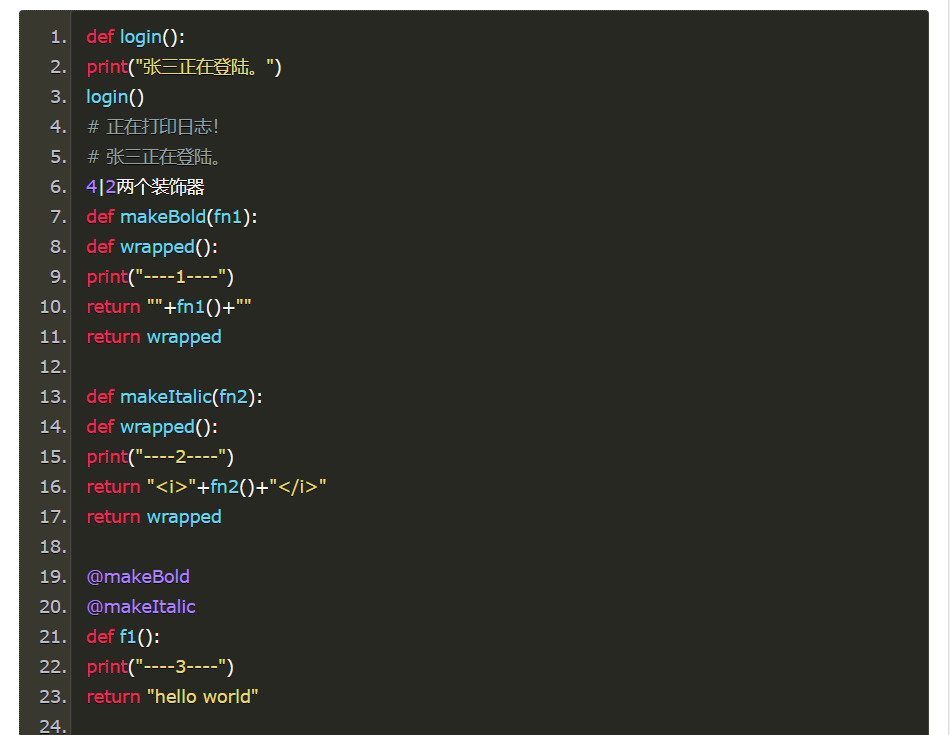 1. def login():
2. print("张三正在登陆。")
3. login()
4. # 正在打印日志！
5. # 张三正在登陆。
6. 4|2两个装饰器
7. def makeBold(fn1):
8. def wrapped():
9. print("----1----")
10. return ""+fn1()+""
11. return wrapped
12.
13. def makeItalic(fn2):
14. def wrapped():
15. print("----2----")
16. return "<i>"+fn2()+"</i>"
17. return wrapped
18.
19. @makeBold
20. @makeItalic
21. def f1():
22. print("----3----")
23. return "hello world"
24.